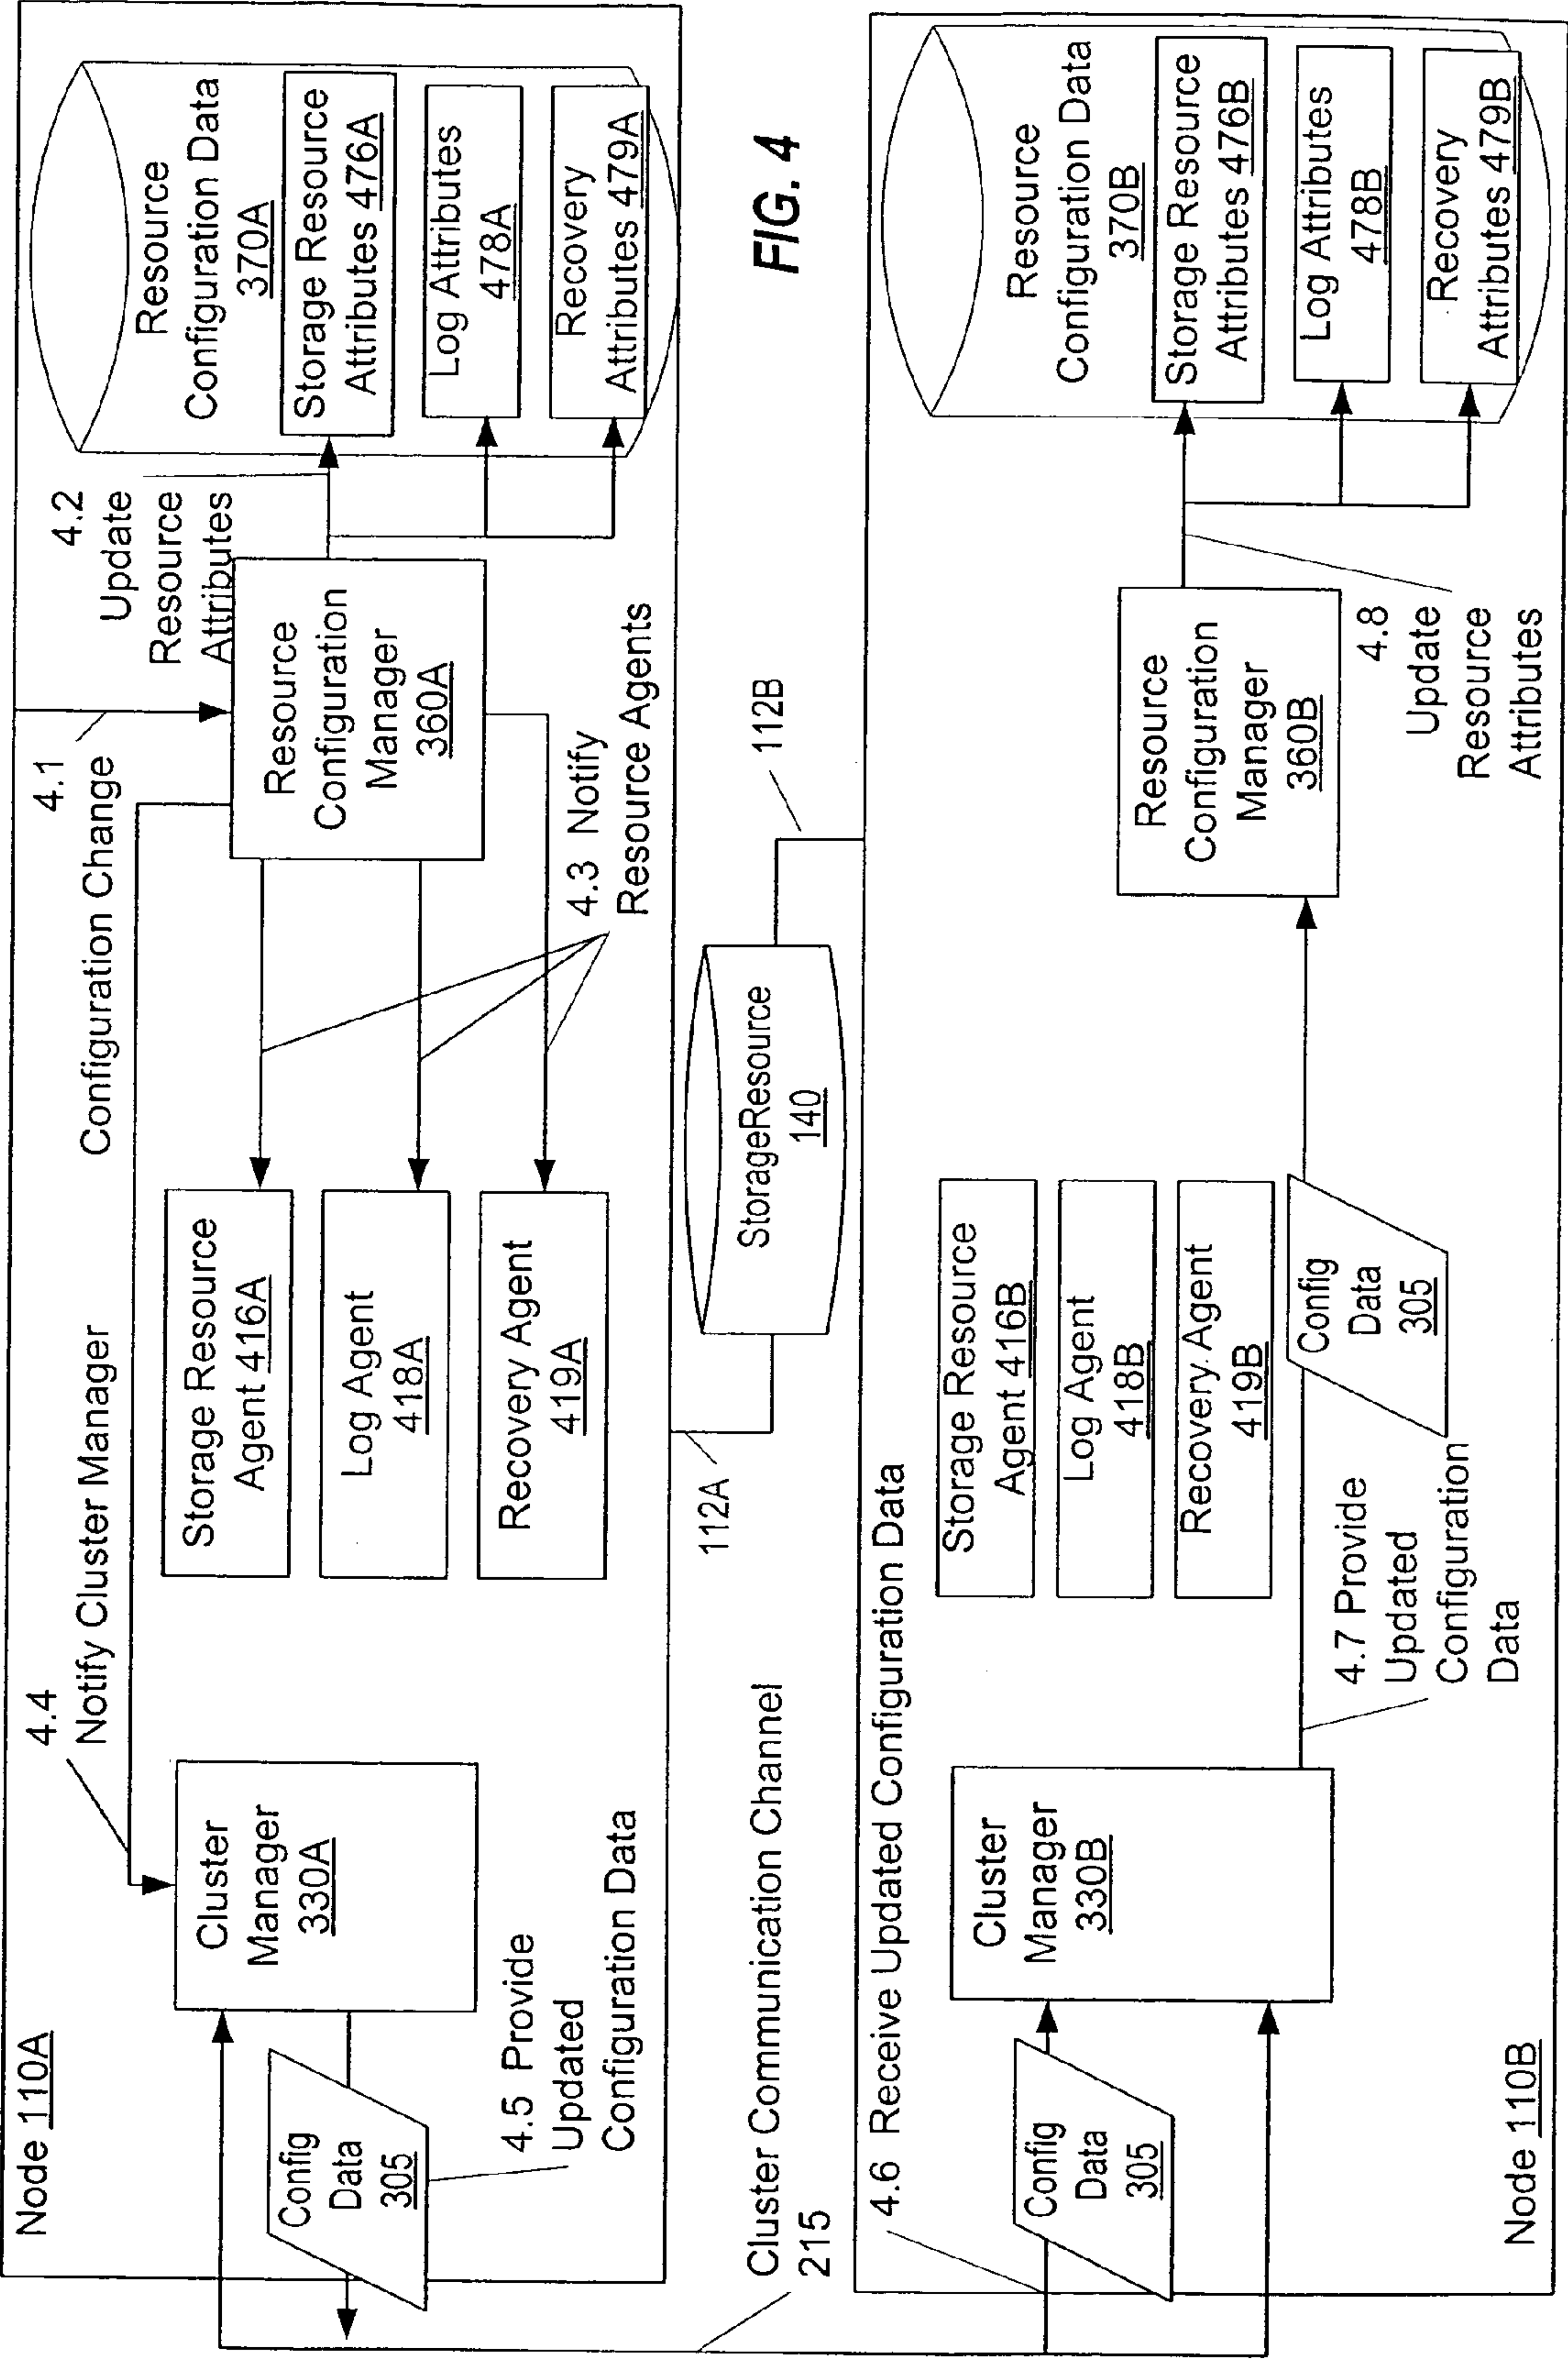 Node 110A
4.4
Notify Cluster Manager
4.1
Configuration Change
4.2
Update
Resource
Attributes
Cluster
Manager
330A
Config
Data
305
4.5 Provide
Updated
Configuration Data
Storage Resource
Agent 416A
Log Agent
418A
Recovery Agent
419A
Resource
Configuration
Manager
360A
4.3 Notify
Resource Agents
Resource
Configuration Data
370A
Storage Resource
Attributes 476A
Log Attributes
478A
Recovery
Attributes 479A
Cluster Communication Channel
215
112A
StorageResource
140
112B
FIG. 4
4.6 Receive Updated Configuration Data
Config
Data
305
Cluster
Manager
330B
Storage Resource
Agent 416B
Log Agent
418B
Recovery Agent
419B
Config
Data
305
4.7 Provide
Updated
Configuration
Data
Resource
Configuration
Manager
360B
4.8
Update
Resource
Attributes
Resource
Configuration Data
370B
Storage Resource
Attributes 476B
Log Attributes
478B
Recovery
Attributes 479B
Node 110B